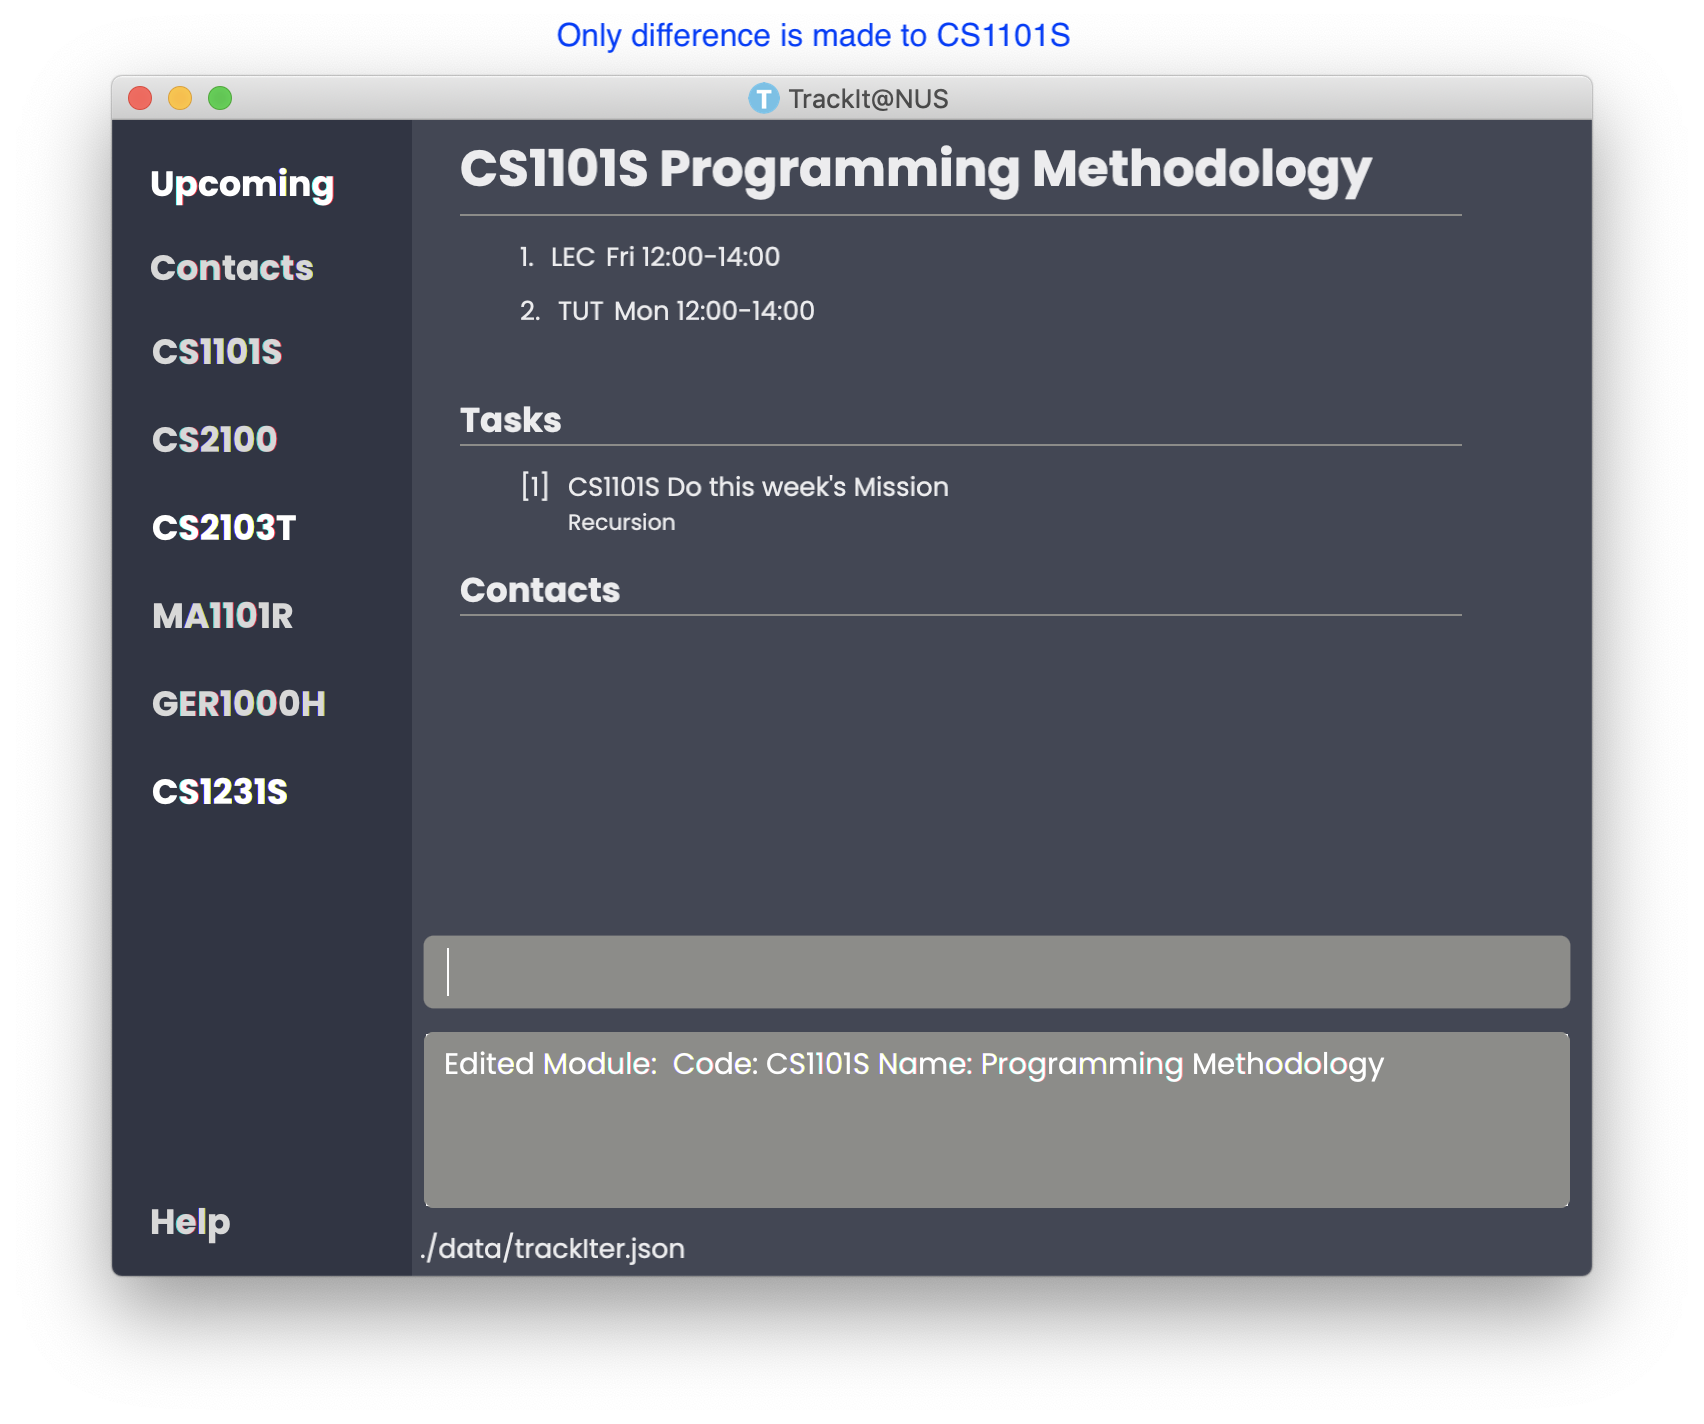 Only difference is made to CS1101S
T TrackIt@NUS
Upcoming
Contacts
CS1101S
CS2100
CS2103T
MA1101R
GER1000H
CS1231S
Help
CS1101S Programming Methodology
1. LEC Fri 12:00-14:00
2. TUT Mon 12:00-14:00
Tasks
[1] CS1101S Do this week's Mission
Recursion
Contacts
Edited Module: Code: CS1101S Name: Programming Methodology
./data/trackIter.json